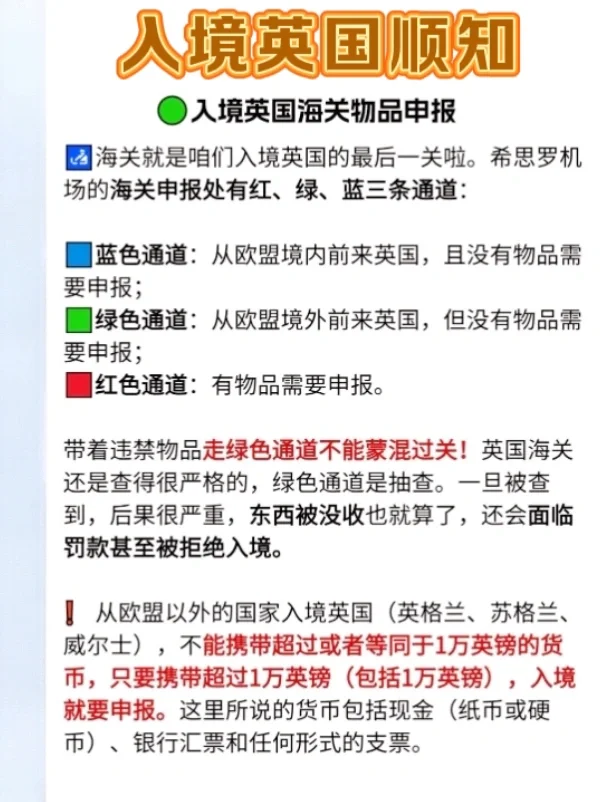 入境英国顺知
入境英国海关物品申报
海关就是咱们入境英国的最后一关啦。希思罗机
场的海关申报处有红、绿、蓝三条通道：
蓝色通道：从欧盟境内前来英国，且没有物品需
要申报；
绿色通道：从欧盟境外前来英国，但没有物品需
要申报；
红色通道：有物品需要申报。
带着违禁物品走绿色通道不能蒙混过关！英国海关
还是查得很严格的，绿色通道是抽查。一旦被查
到，后果很严重，东西被没收也就算了，还会面临
罚款甚至被拒绝入境。
❗ 从欧盟以外的国家入境英国（英格兰、苏格兰、
威尔士），不能携带超过或者等同于1万英镑的货
币，只要携带超过1万英镑（包括1万英镑），入境
就要申报。这里所说的货币包括现金（纸币或硬
币）、银行汇票和任何形式的支票。